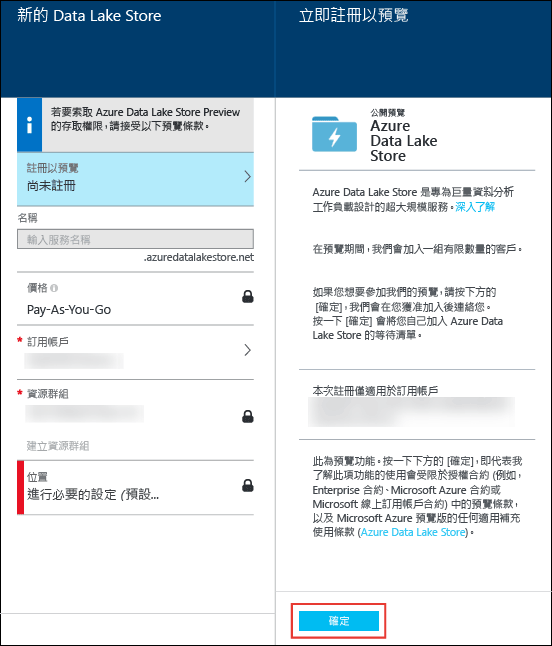 新的 Data Lake Store
若要索取 Azure Data Lake Store Preview
的存取權限，請接受以下預覽條款。
註冊以預覽
尚未註冊
名稱
輸入服務名稱
.azuredatalakestore.net
價格
Pay-As-You-Go
* 訂用帳戶
* 資源群組
建立資源群組
位置
進行必要的設定 (預設...
立即註冊以預覽
公開預覽
Azure
Data Lake
Store
Azure Data Lake Store 是專為巨量資料分析
工作負載設計的超大規模服務。深入了解
在預覽期間，我們會加入一組有限數量的客戶。
如果您想要參加我們的預覽，請按下方的
[確定]，我們會在您獲准加入後連絡您。
按一下 [確定] 會將您自己加入 Azure Data
Lake Store 的等待清單。
本次註冊僅適用於訂用帳戶
此為預覽功能。按一下下方的 [確定]，即代表我
了解此項功能的使用會受限於授權合約 (例如，
Enterprise 合約、Microsoft Azure 合約或
Microsoft 線上訂用帳戶合約) 中的預覽條款，
以及 Microsoft Azure 預覽版的任何適用補充
使用條款 (Azure Data Lake Store)。
確定